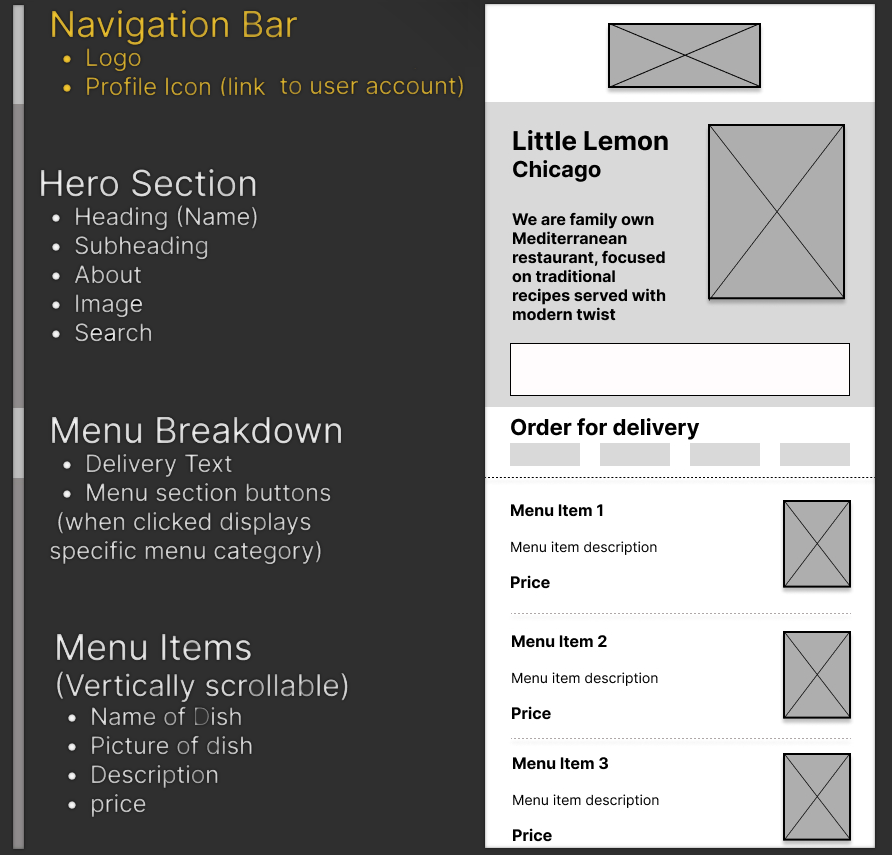 Navigation Bar
• Logo
• Profile Icon (link to user account)
Hero Section
• Heading (Name)
• Subheading
• About
• Image
• Search
Menu Breakdown
• Delivery Text
• Menu section buttons
(when clicked displays
specific menu category)
Menu Items
(Vertically scrollable)
• Name of Dish
• Picture of dish
• Description
• price
Little Lemon
Chicago
We are family own
Mediterranean
restaurant, focused
on traditional
recipes served with
modern twist
Order for delivery
Menu Item 1
Menu item description
Price
Menu Item 2
Menu item description
Price
Menu Item 3
Menu item description
Price